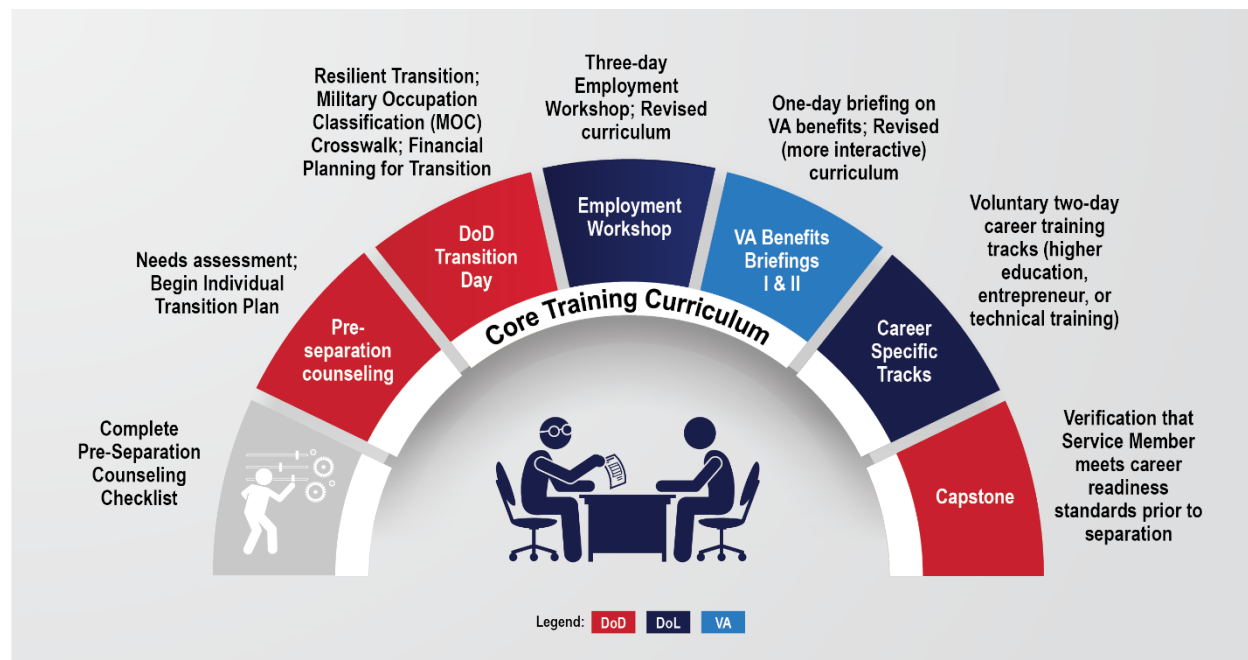 Complete
Pre-Separation
Counseling
Checklist
Needs assessment;
Begin Individual
Transition Plan
Pre-
separation
counseling
Resilient Transition;
Military Occupation
Classification (MOC)
Crosswalk; Financial
Planning for Transition
DoD
Transition
Day
Three-day
Employment
Workshop; Revised
curriculum
Employment
Workshop
One-day briefing on
VA benefits; Revised
(more interactive)
curriculum
VA Benefits
Briefings
I & II
Voluntary two-day
career training
tracks (higher
education,
entrepreneur, or
technical training)
Career
Specific
Tracks
Verification that
Service Member
meets career
readiness
standards prior to
separation
Capstone
Core Training Curriculum
Legend: DoD DoL VA